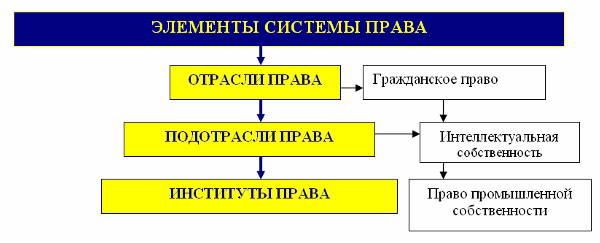 ЭЛЕМЕНТЫ СИСТЕМЫ ПРАВА
ОТРАСЛИ ПРАВА
Гражданское право
ПОДОТРАСЛИ ПРАВА
Интеллектуальная
собственность
ИНСТИТУТЫ ПРАВА
Право промышленной
собственности